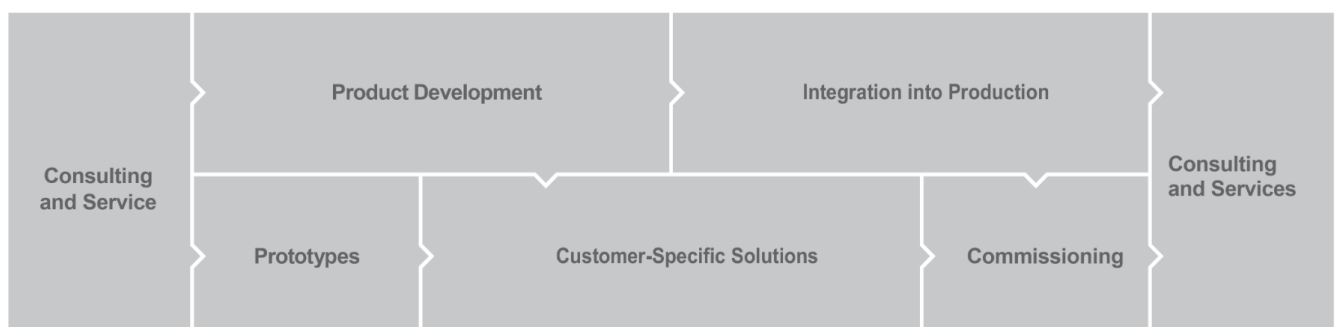 Consulting
and Service
Product Development
Integration into Production
Prototypes
Customer-Specific Solutions
Commissioning
Consulting
and Services